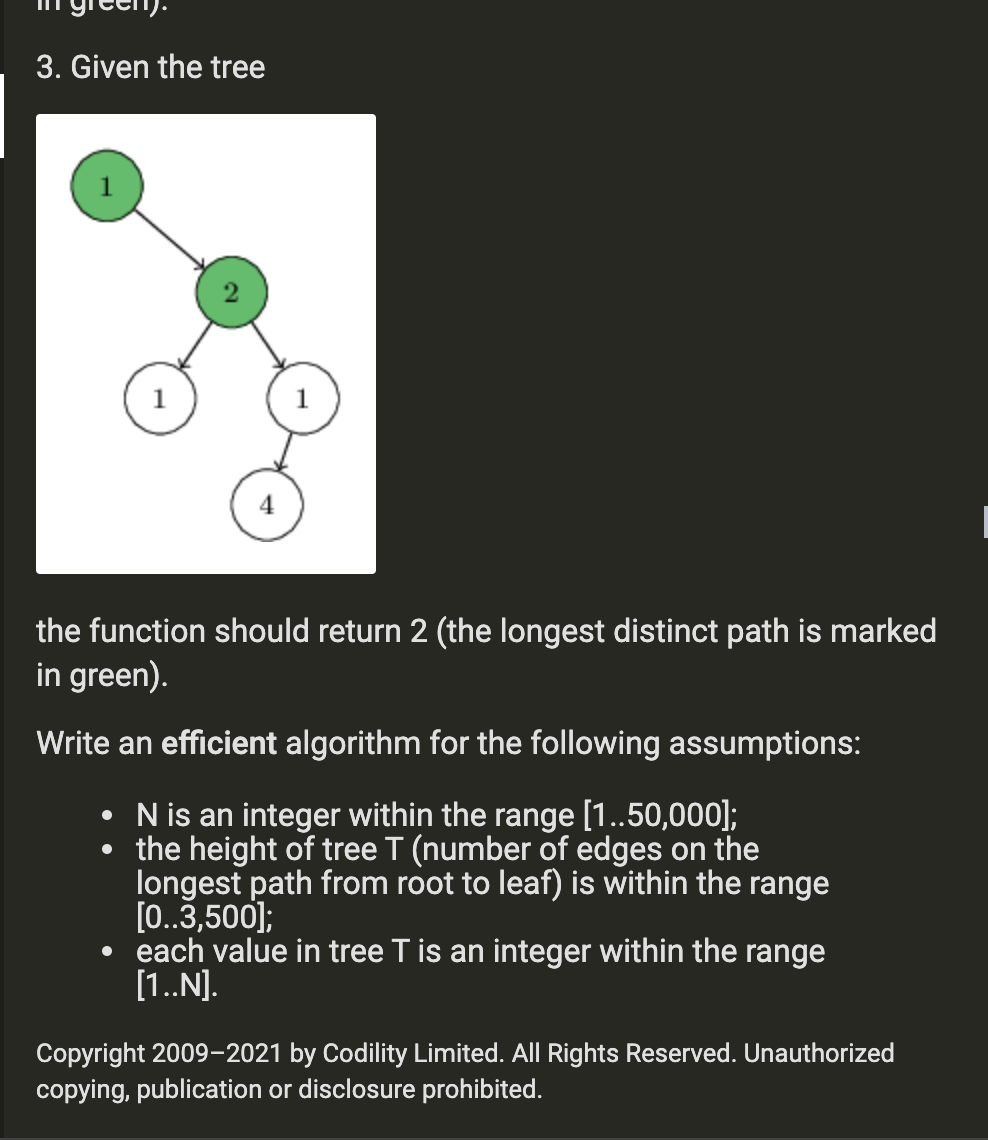 in green).
3. Given the tree
1
2
1 1
4
the function should return 2 (the longest distinct path is marked
in green).
Write an efficient algorithm for the following assumptions:
• N is an integer within the range [1..50,000];
• the height of tree T (number of edges on the
longest path from root to leaf) is within the range
[0..3,500];
• each value in tree T is an integer within the range
[1..N].
Copyright 2009–2021 by Codility Limited. All Rights Reserved. Unauthorized
copying, publication or disclosure prohibited.